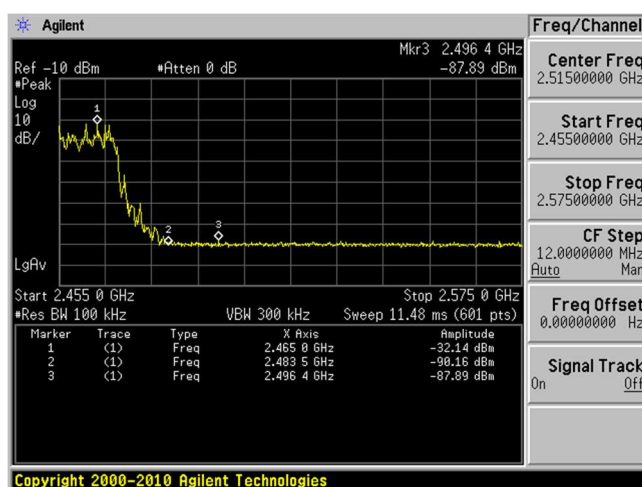 Agilent
Freq/Channel
Mkr3 2.496 4 GHz
Ref -10 dBm #Atten 0 dB -87.89 dBm
#Peak
Log
10
dB/
1
2
3
LgAv
Start 2.455 0 GHz Stop 2.575 0 GHz
#Res BW 100 kHz VBW 300 kHz Sweep 11.48 ms (601 pts)
Marker Trace Type X Axis Amplitude
1 (1) Freq 2.465 0 GHz -32.14 dBm
2 (1) Freq 2.483 5 GHz -90.16 dBm
3 (1) Freq 2.496 4 GHz -87.89 dBm
Center Freq
2.51500000 GHz
Start Freq
2.45500000 GHz
Stop Freq
2.57500000 GHz
CF Step
12.0000000 MHz
Auto Man
Freq Offset
0.00000000 Hz
Signal Track
On Off
Copyright 2000-2010 Agilent Technologies